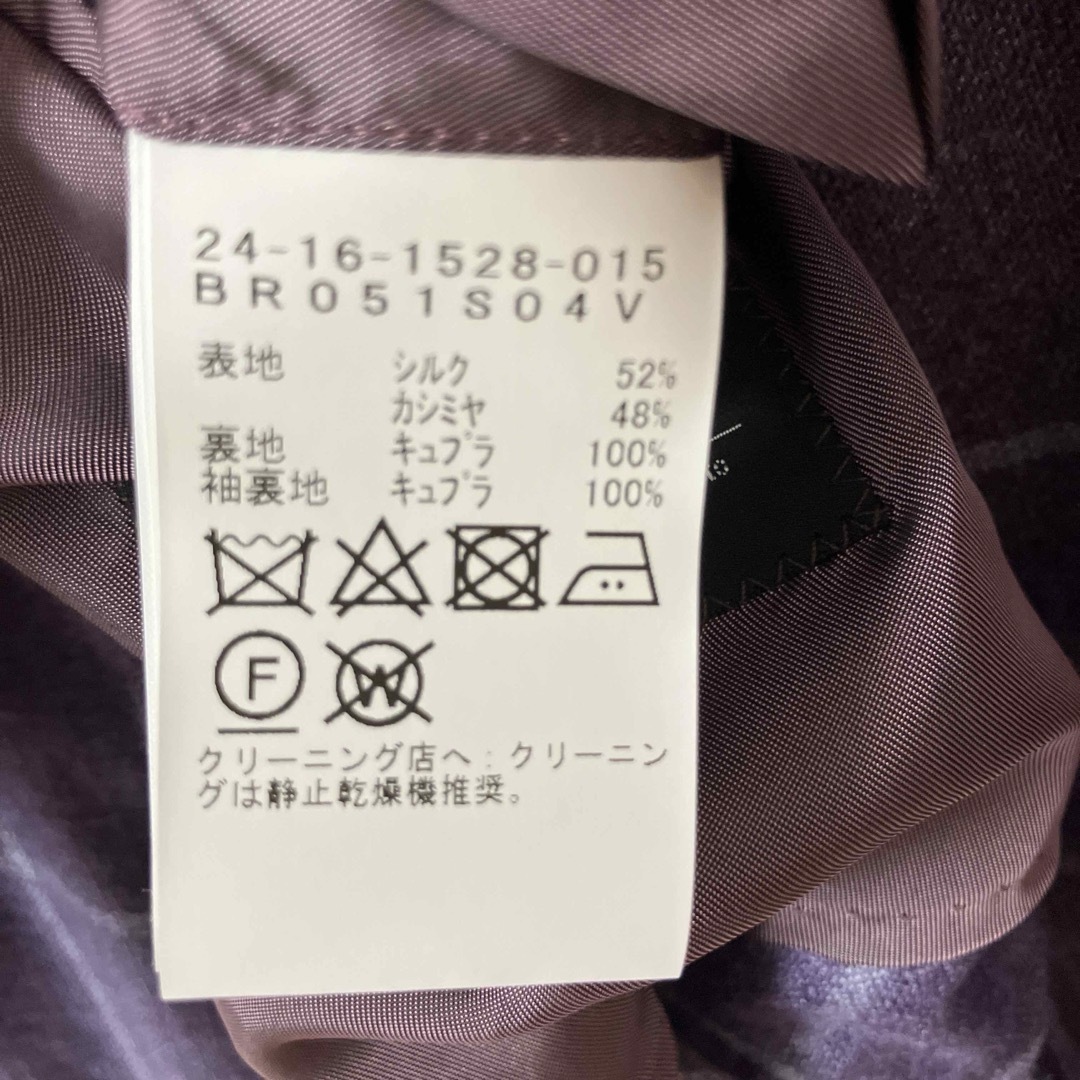 24-16-1528-015
BR051S04V
表地 シルク 52%
カシミヤ 48%
裏地 キュプラ 100%
袖裏地 キュプラ 100%
F W
クリーニング店へ:クリーニン
グは静止乾燥機推奨。